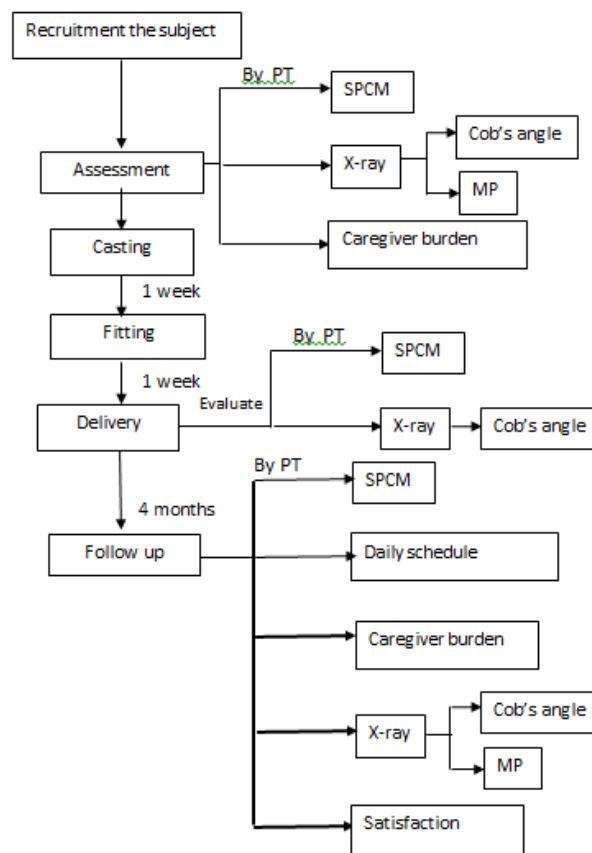 Recruitment the subject
By PT
SPCM
Cob's angle
X-ray
Assessment
MP
Caregiver burden
Casting
1 week
Fitting
By PT
SPCM
1 week
Evaluate
Delivery
X-ray
Cob's angle
By PT
SPCM
4 months
Follow up
Daily schedule
Caregiver burden
Cob's angle
X-ray
MP
Satisfaction